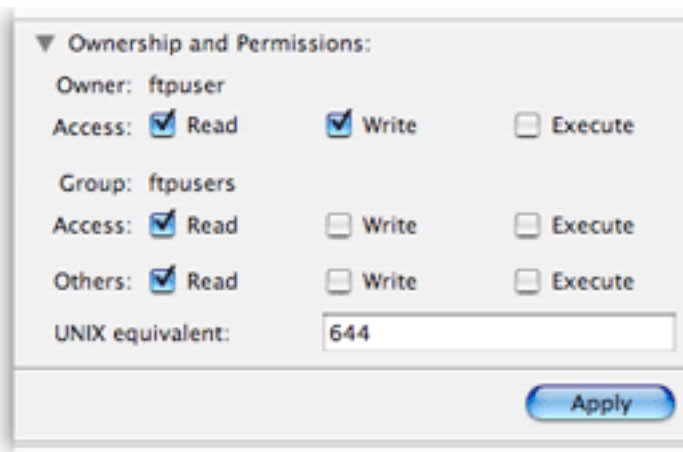 Ownership and Permissions:
Owner: ftpuser
Access: Read Write Execute
Group: ftpusers
Access: Read Write Execute
Others: Read Write Execute
UNIX equivalent: 644
Apply